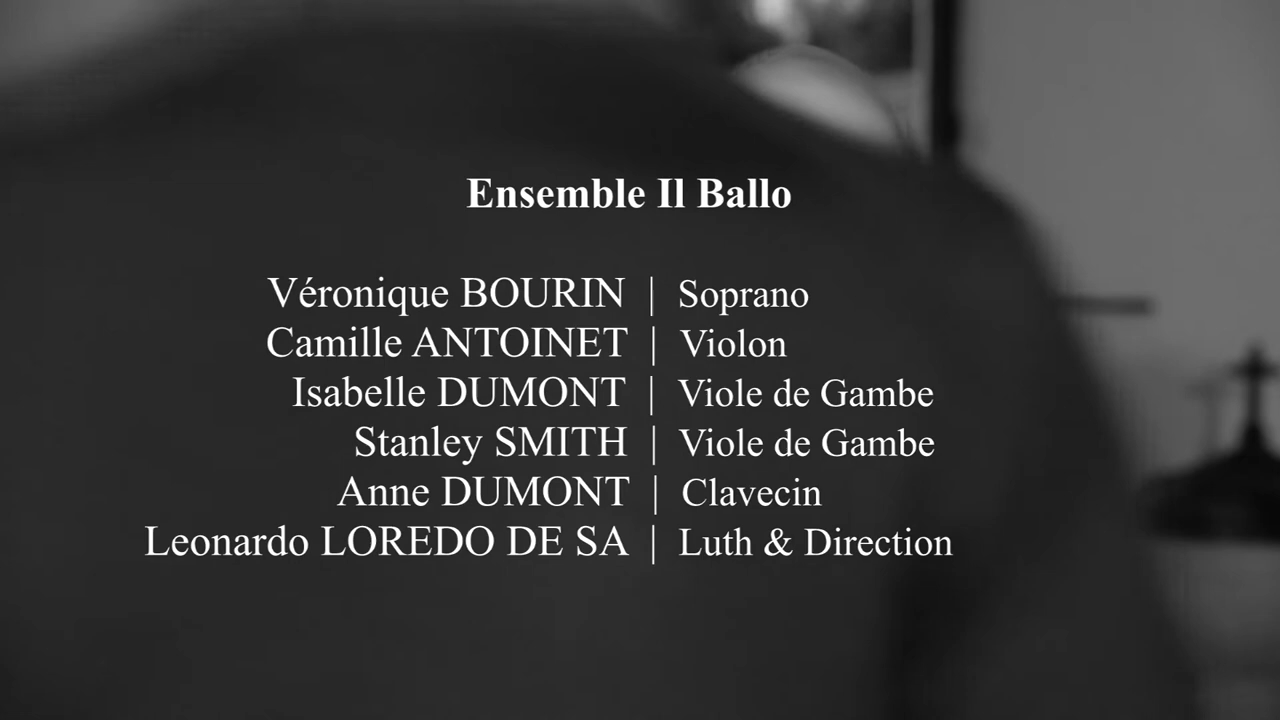 Ensemble Il Ballo
Véronique BOURIN | Soprano
Camille ANTOINET | Violon
Isabelle DUMONT | Viole de Gambe
Stanley SMITH | Viole de Gambe
Anne DUMONT | Clavecin
Leonardo LOREDO DE SA | Luth & Direction